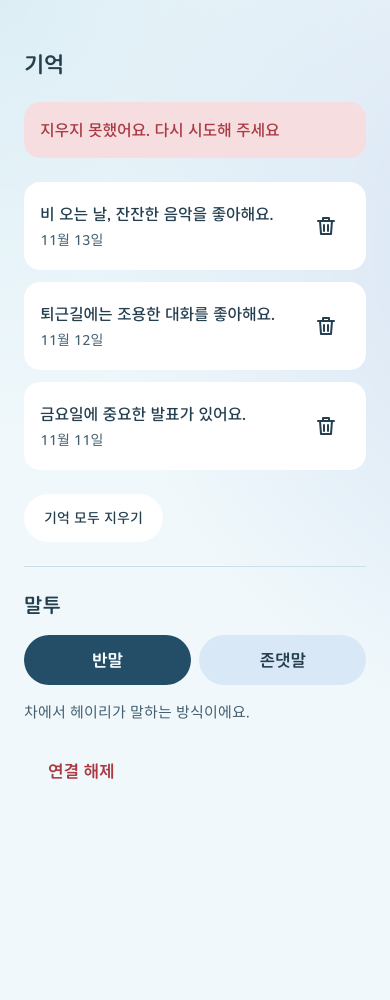 기억
지우지 못했어요. 다시 시도해 주세요
비 오는 날, 잔잔한 음악을 좋아해요.
11월 13일
퇴근길에는 조용한 대화를 좋아해요.
11월 12일
금요일에 중요한 발표가 있어요.
11월 11일
기억 모두 지우기
말투
반말
존댓말
차에서 헤이리가 말하는 방식이에요.
연결 해제